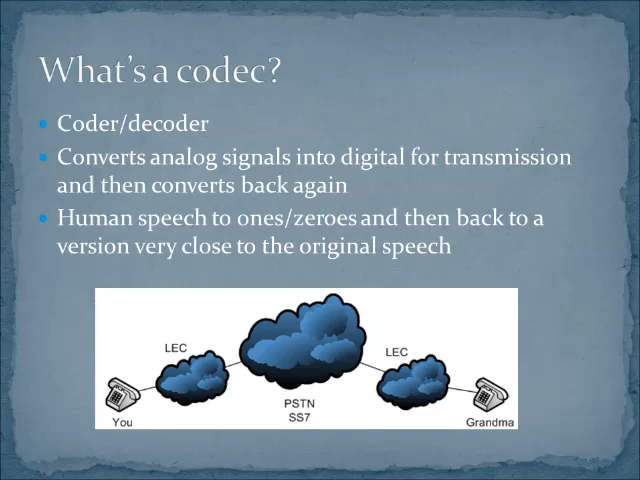 What's a codec?
Coder/decoder
Converts analog signals into digital for transmission
and then converts back again
Human speech to ones/zeroes and then back to a
version very close to the original speech
LEC
LEC
PSTN
SS7
You
Grandma